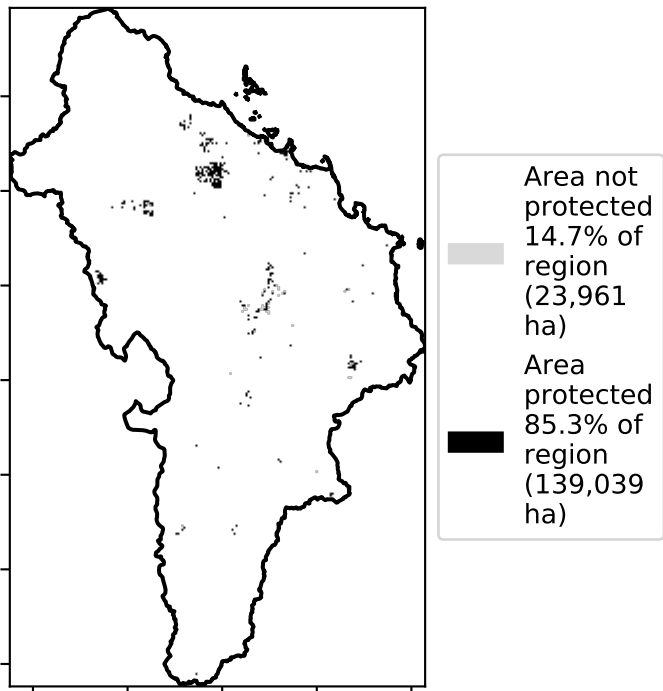 Area not
protected
14.7% of
region
(23,961
ha)
Area
protected
85.3% of
region
(139,039
ha)